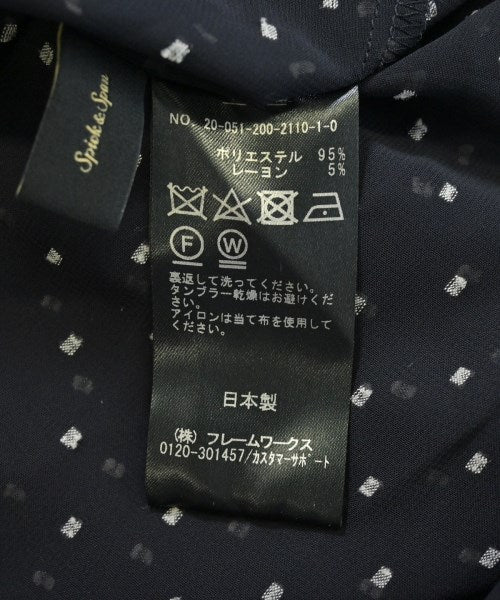 Spick & Span
NO. 20-051-200-2110-1-0
ポリエステル 95%
レーヨン 5%
F W
裏返して洗ってください。
タンブラー乾燥はお避けくだ
さい。
アイロンは当て布を使用して
ください。
日本製
(株) フレームワークス
0120-301457/カスタマーサポート